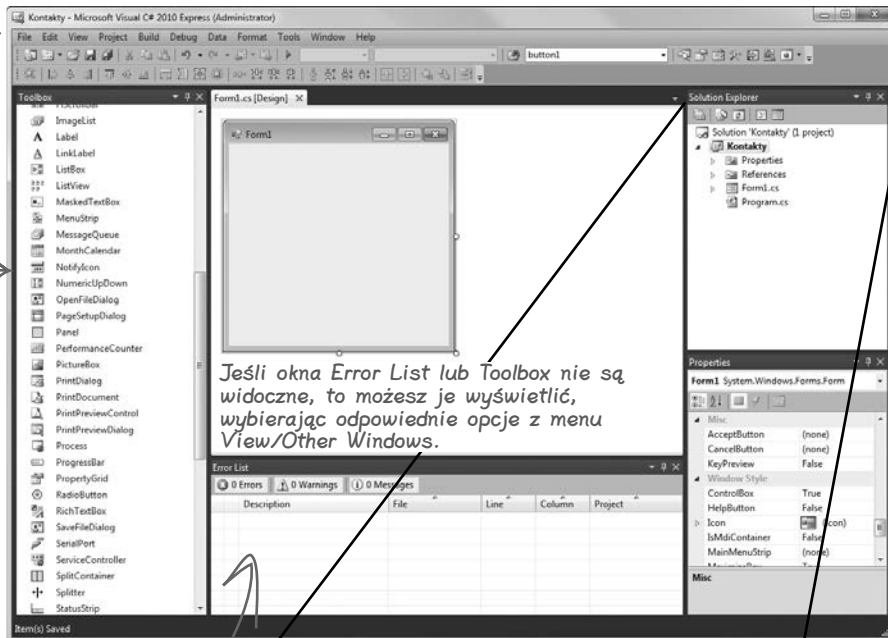 Kontakty - Microsoft Visual C# 2010 Express (Administrator)
File Edit View Project Build Debug Data Format Tools Window Help
button1
Toolbox
ImageList
Label
LinkLabel
ListBox
ListView
MaskedTextBox
MenuStrip
MessageQueue
MonthCalendar
NotifyIcon
NumericUpDown
OpenFileDialog
PageSetupDialog
Panel
PerformanceCounter
PictureBox
PrintDialog
PrintDocument
PrintPreviewControl
PrintPreviewDialog
Process
ProgressBar
PropertyGrid
RadioButton
RichTextBox
SaveFileDialog
SerialPort
ServiceController
SplitContainer
Splitter
StatusStrip
Form1.cs [Design]
Form1
Jeśli okna Error List lub Toolbox nie są
widoczne, to możesz je wyświetlić,
wybierając odpowiednie opcje z menu
View/Other Windows.
Error List
0 Errors 0 Warnings 0 Messages
Description File Line Column Project
Solution Explorer
Solution 'Kontakty' (1 project)
Kontakty
Properties
References
Form1.cs
Program.cs
Properties
Form1 System.Windows.Forms.Form
Misc
AcceptButton (none)
CancelButton (none)
KeyPreview False
Window Style
ControlBox True
HelpButton False
Icon (Icon)
IsMdiContainer False
MainMenuStrip (none)
Misc
Item(s) Saved